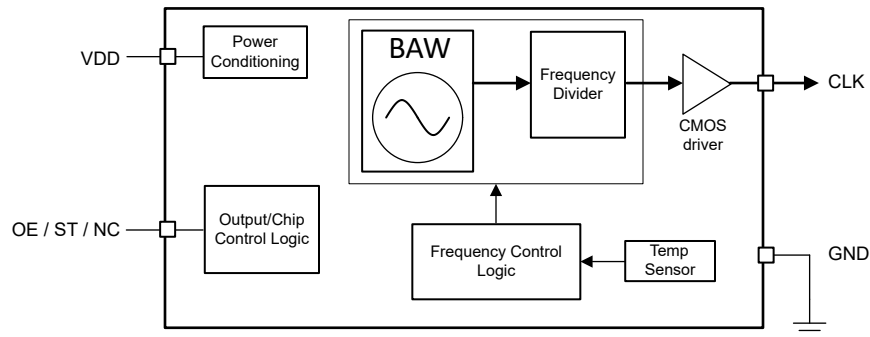 VDD
Power
Conditioning
BAW
Frequency
Divider
CMOS
driver
CLK
OE / ST / NC
Output/Chip
Control Logic
Frequency Control
Logic
Temp
Sensor
GND